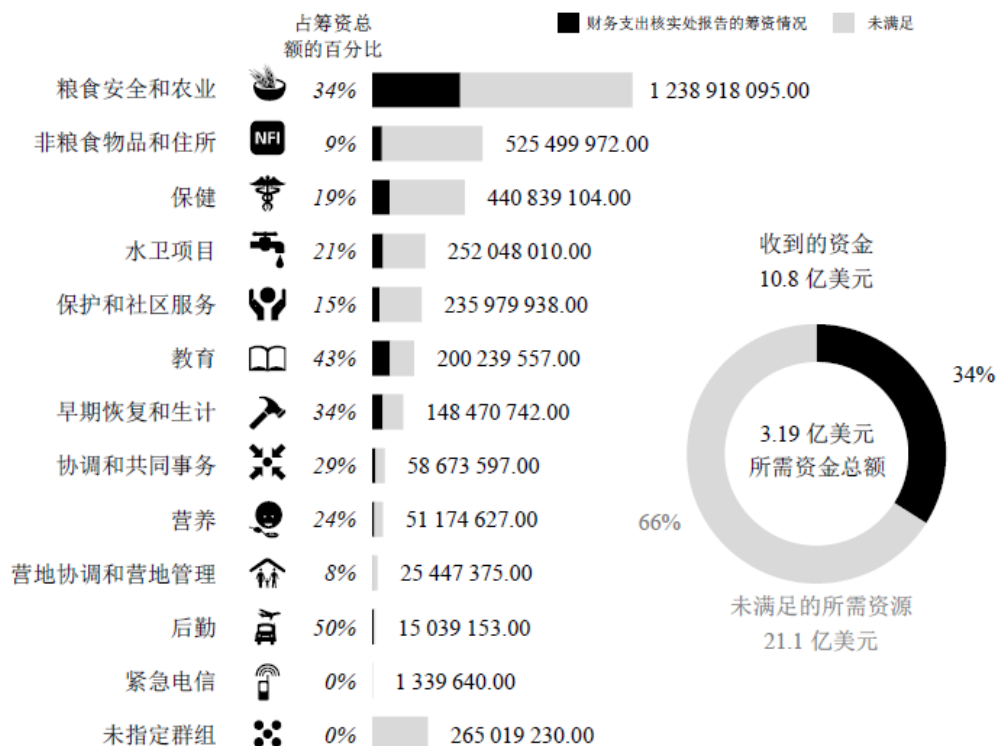 占筹资总
额的百分比
财务支出核实处报告的筹资情况 未满足
粮食安全和农业 34% 1 238 918 095.00
非粮食物品和住所 NFI 9% 525 499 972.00
保健 19% 440 839 104.00
水卫项目 21% 252 048 010.00
保护和社区服务 15% 235 979 938.00
教育 43% 200 239 557.00
早期恢复和生计 34% 148 470 742.00
协调和共同事务 29% 58 673 597.00
营养 24% 51 174 627.00
营地协调和营地管理 8% 25 447 375.00
后勤 50% 15 039 153.00
紧急电信 0% 1 339 640.00
未指定群组 0% 265 019 230.00
收到的资金
10.8 亿美元
34%
3.19 亿美元
所需资金总额
66%
未满足的所需资源
21.1 亿美元